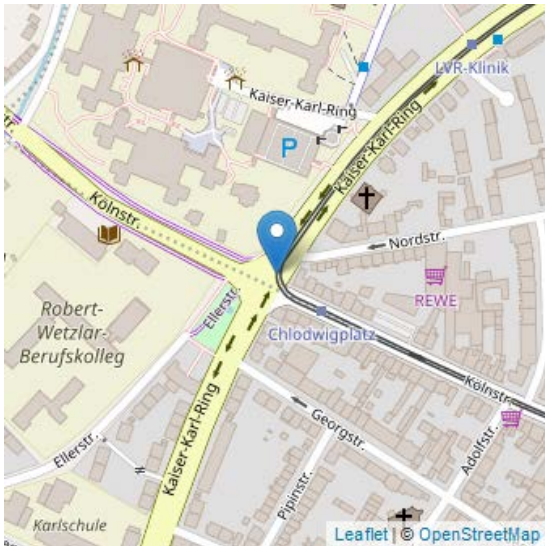 LVR-Klinik
Kaiser-Karl-Ring
P
Kaiser-Karl-Ring
Kölnstr.
Nordstr.
REWE
Ellerstr.
Chlodwigplatz
Robert-
Wetzlar-
Berufskolleg
Kölnstr.
Georgstr.
Kaiser-Karl-Ring
Adolfstr.
Ellerstr.
Pipinstr.
Karlschule
Leaflet | © OpenStreetMap